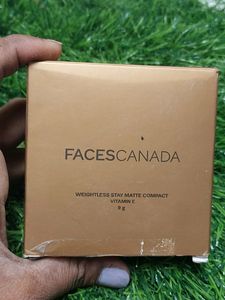 FACESCANADA
WEIGHTLESS STAY MATTE COMPACT
VITAMIN E
9 g